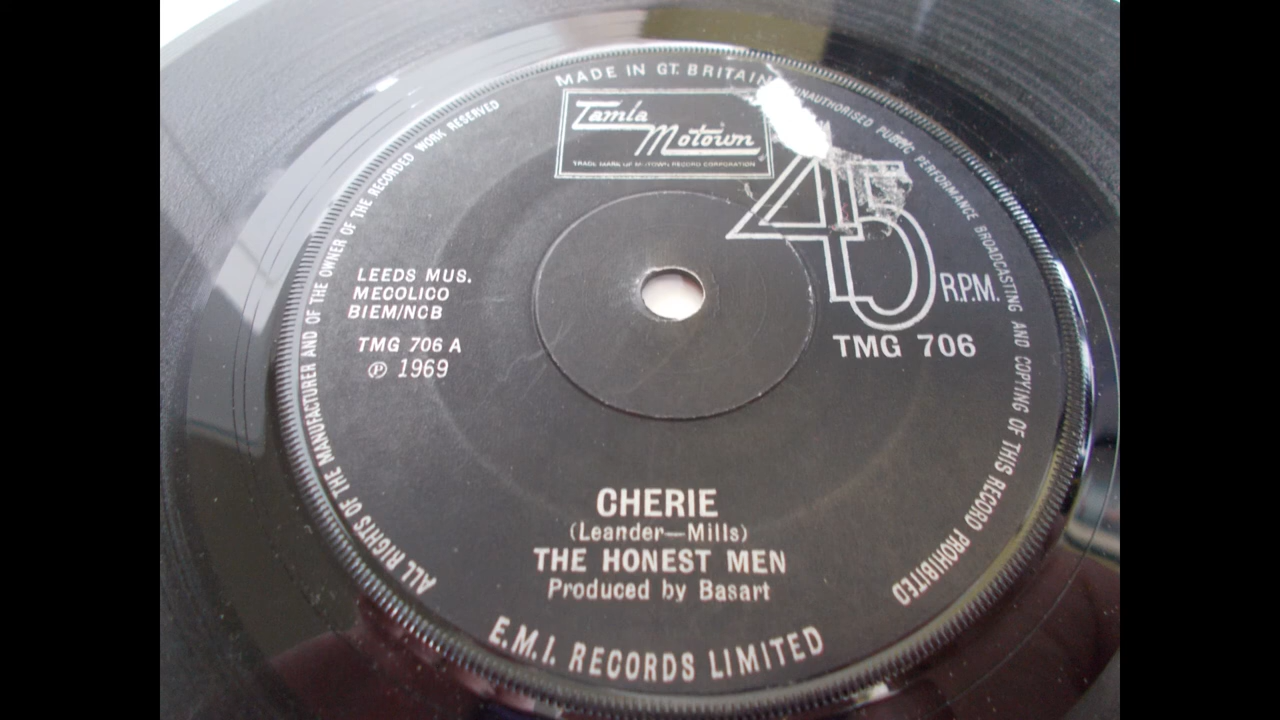 MADE IN GT. BRITAIN
UNAUTHORISED PUBLIC PERFORMANCE BROADCASTING AND COPYING OF THIS RECORD PROHIBITED
ALL RIGHTS OF THE MANUFACTURER AND OF THE OWNER OF THE RECORDED WORK RESERVED
Tamla
Motown
TRADE MARK OF MOTOWN RECORD CORPORATION
45
R.P.M.
TMG 706
LEEDS MUS.
MECOLICO
BIEM/NCB
TMG 706 A
℗ 1969
CHERIE
(Leander—Mills)
THE HONEST MEN
Produced by Basart
E.M.I. RECORDS LIMITED